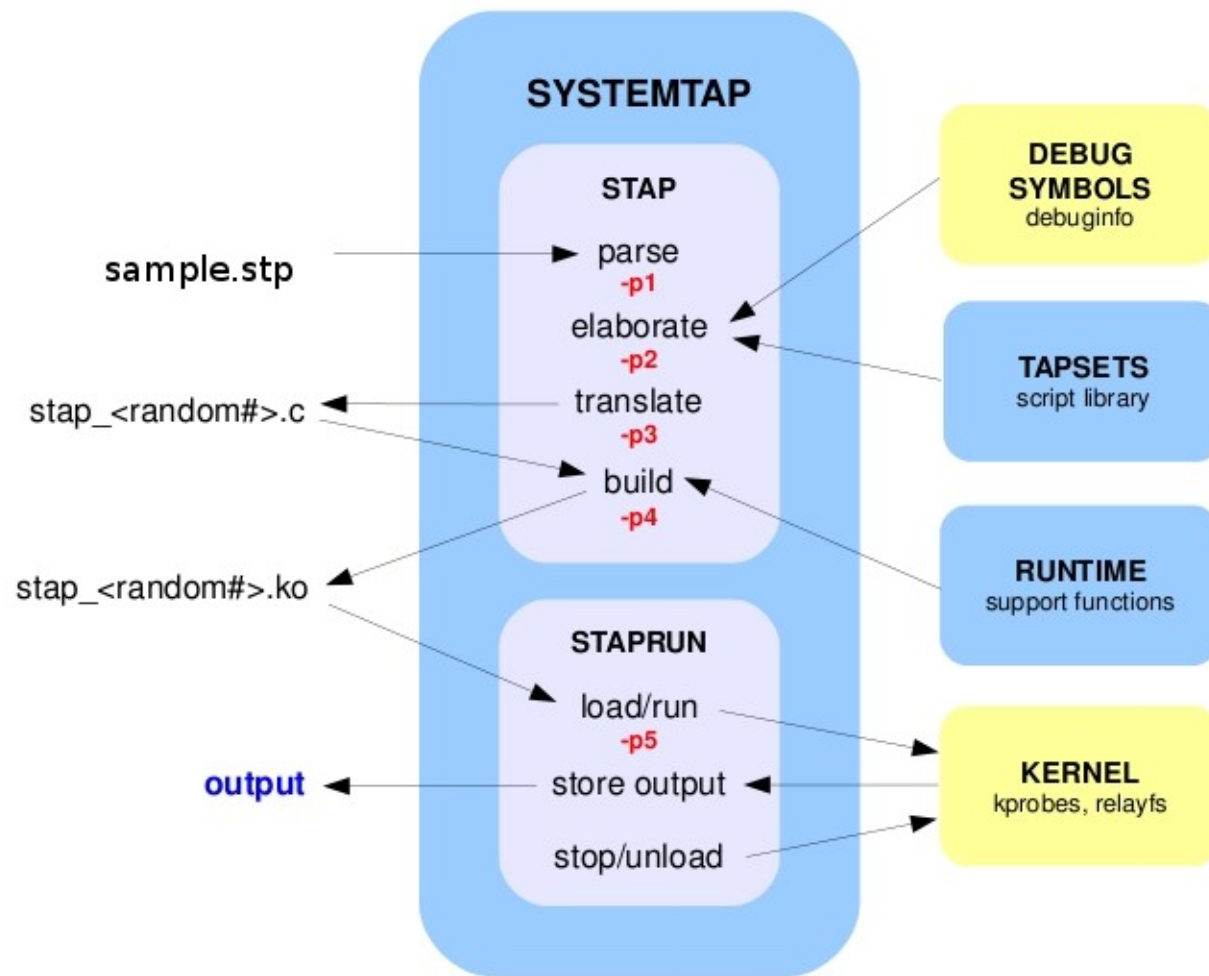 SYSTEMTAP
STAP
sample.stp
parse
-p1
elaborate
-p2
stap_<random#>.c
translate
-p3
build
-p4
stap_<random#>.ko
STAPRUN
load/run
-p5
output
store output
stop/unload
DEBUG
SYMBOLS
debuginfo
TAPSETS
script library
RUNTIME
support functions
KERNEL
kprobes, relayfs